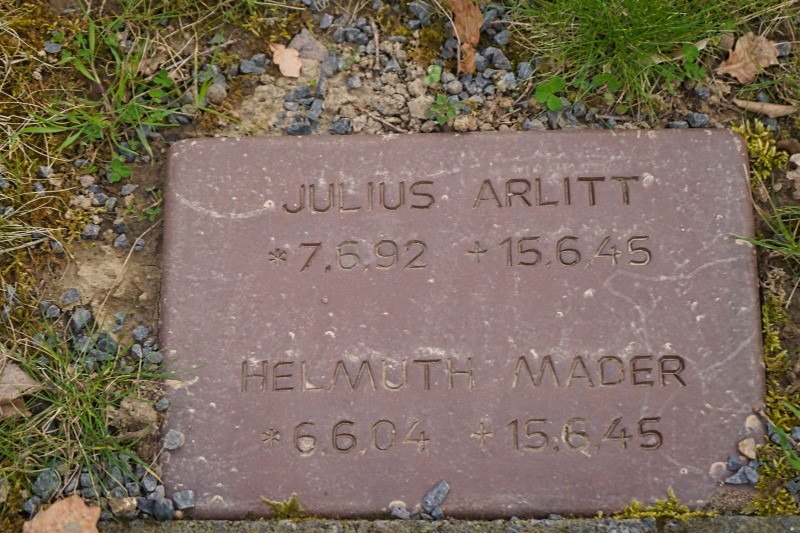 JULIUS ARLITT
* 7.6.92 + 15.6.45
HELMUTH MADER
* 6.6.04 + 15.6.45